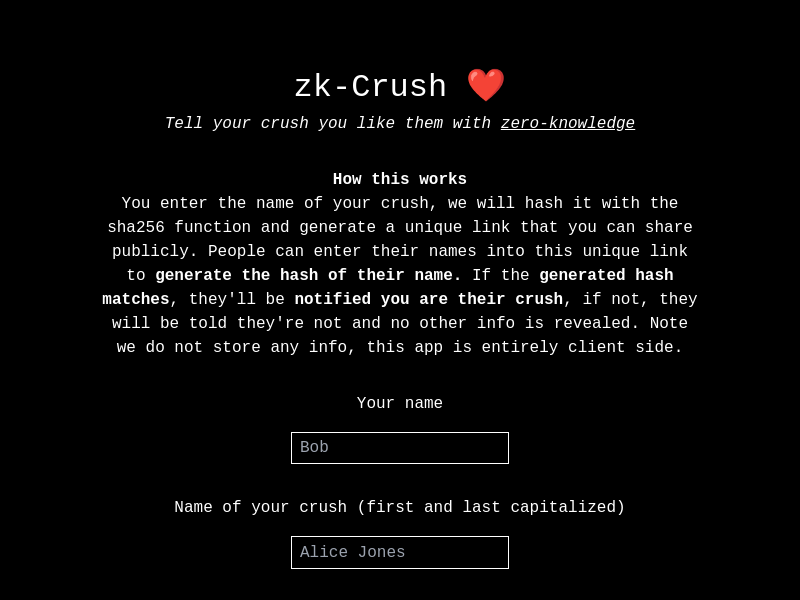 zk-Crush ❤️
Tell your crush you like them with zero-knowledge
How this works
You enter the name of your crush, we will hash it with the
sha256 function and generate a unique link that you can share
publicly. People can enter their names into this unique link
to generate the hash of their name. If the generated hash
matches, they'll be notified you are their crush, if not, they
will be told they're not and no other info is revealed. Note
we do not store any info, this app is entirely client side.
Your name
Bob
Name of your crush (first and last capitalized)
Alice Jones